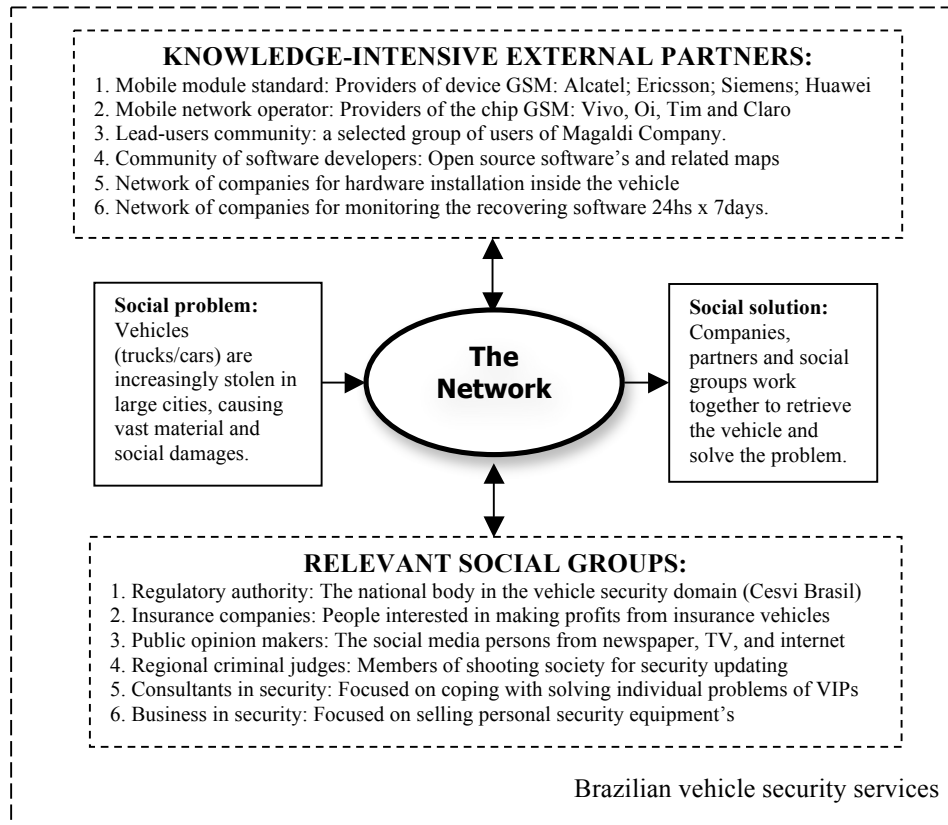 KNOWLEDGE-INTENSIVE EXTERNAL PARTNERS:
1. Mobile module standard: Providers of device GSM: Alcatel; Ericsson; Siemens; Huawei
2. Mobile network operator: Providers of the chip GSM: Vivo, Oi, Tim and Claro
3. Lead-users community: a selected group of users of Magaldi Company.
4. Community of software developers: Open source software’s and related maps
5. Network of companies for hardware installation inside the vehicle
6. Network of companies for monitoring the recovering software 24hs x 7days.
Social problem:
Vehicles
(trucks/cars) are
increasingly stolen in
large cities, causing
vast material and
social damages.
The
Network
Social solution:
Companies,
partners and social
groups work
together to retrieve
the vehicle and
solve the problem.
RELEVANT SOCIAL GROUPS:
1. Regulatory authority: The national body in the vehicle security domain (Cesvi Brasil)
2. Insurance companies: People interested in making profits from insurance vehicles
3. Public opinion makers: The social media persons from newspaper, TV, and internet
4. Regional criminal judges: Members of shooting society for security updating
5. Consultants in security: Focused on coping with solving individual problems of VIPs
6. Business in security: Focused on selling personal security equipment’s
Brazilian vehicle security services